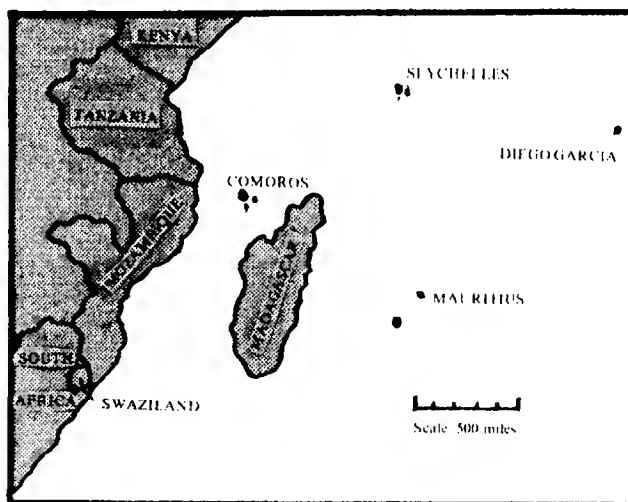 KENYA
SEYCHELLES
TANZANIA
DIEGO GARCIA
COMOROS
MOZAMBIQUE
MADAGASCAR
MAURITIUS
SOUTH
AFRICA
SWAZILAND
Scale 500 miles